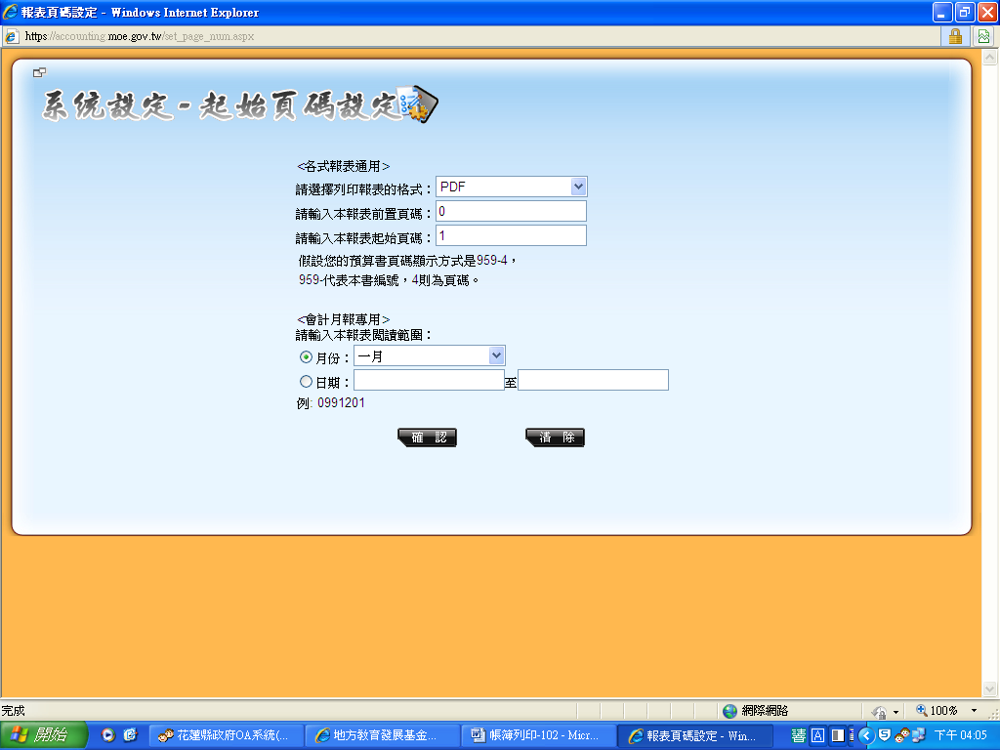 報表頁碼設定 - Windows Internet Explorer
https://accounting.moe.gov.tw/set_page_num.aspx
系統設定-起始頁碼設定
<各式報表通用>
請選擇列印報表的格式： PDF
請輸入本報表前置頁碼： 0
請輸入本報表起始頁碼： 1
假設您的預算書頁碼顯示方式是959-4，
959-代表本書編號，4則為頁碼。
<會計月報專用>
請輸入本報表閱讀範圍：
月份： 一月
日期： 至
例: 0991201
確 認 清 除
完成 網際網路 100%
開始 花蓮縣政府OA系統(... 地方教育發展基金... 帳簿列印-102 - Micr... 報表頁碼設定 - Win... A 下午 04:05